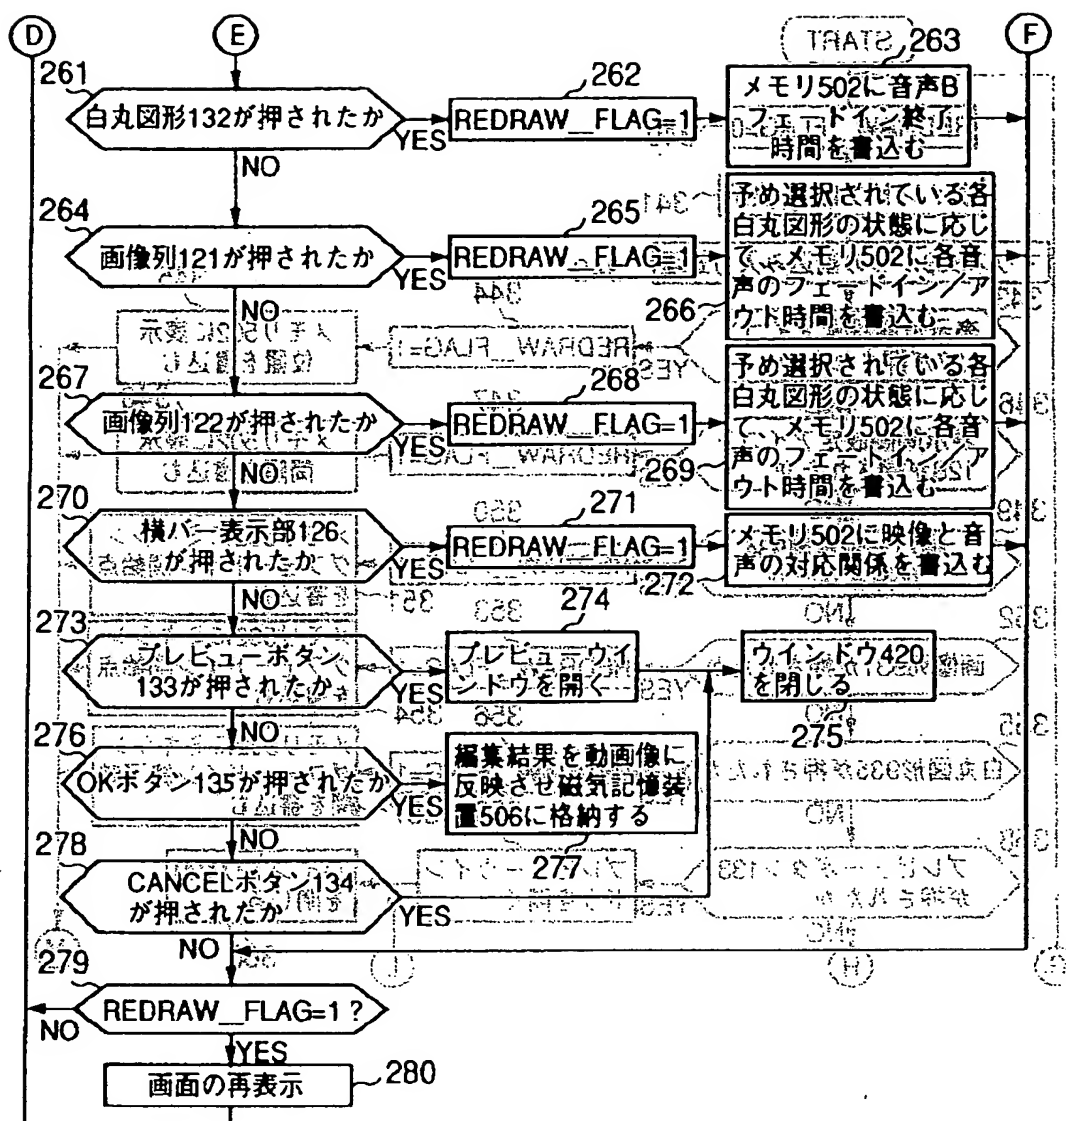 D
E
F
261
白丸図形132が押されたか
YES
NO
262
REDRAW__FLAG=1
263
メモリ502に音声B
フェードイン終了
時間を書込む
264
画像列121が押されたか
YES
NO
265
REDRAW__FLAG=1
266
予め選択されている各
白丸図形の状態に応じ
て、メモリ502に各音
声のフェードイン/ア
ウト時間を書込む
267
画像列122が押されたか
YES
NO
268
REDRAW__FLAG=1
269
予め選択されている各
白丸図形の状態に応じ
て、メモリ502に各音
声のフェードイン/ア
ウト時間を書込む
270
横バー表示部126
が押されたか
YES
NO
271
REDRAW__FLAG=1
272
メモリ502に映像と音
声の対応関係を書込む
273
プレビューボタン
133が押されたか
YES
NO
274
プレビューウイ
ンドウを開く
ウインドウ420
を閉じる
275
276
OKボタン135が押されたか
YES
NO
編集結果を動画像に
反映させ磁気記憶装
置506に格納する
277
278
CANCELボタン134
が押されたか
YES
NO
279
REDRAW__FLAG=1?
NO
YES
画面の再表示
280